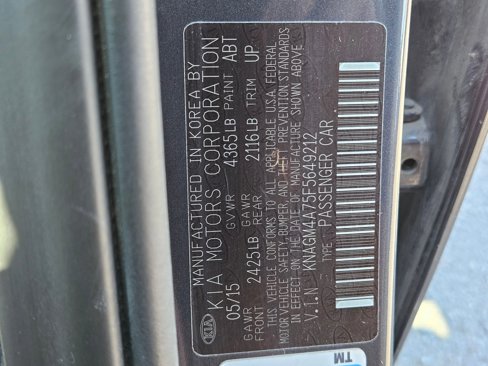 MANUFACTURED IN KOREA BY
KIA MOTORS CORPORATION
05/15 GVWR 4365LB PAINT ABT
GAWR FRONT 2425LB GAWR REAR 2116LB TRIM UP
THIS VEHICLE CONFORMS TO ALL APPLICABLE U.S.A. FEDERAL
MOTOR VEHICLE SAFETY, BUMPER, AND THEFT PREVENTION STANDARDS
IN EFFECT ON THE DATE OF MANUFACTURE SHOWN ABOVE
V.I.N: KNAGM4A75F5649212
TYPE: PASSENGER CAR
KIA
TM